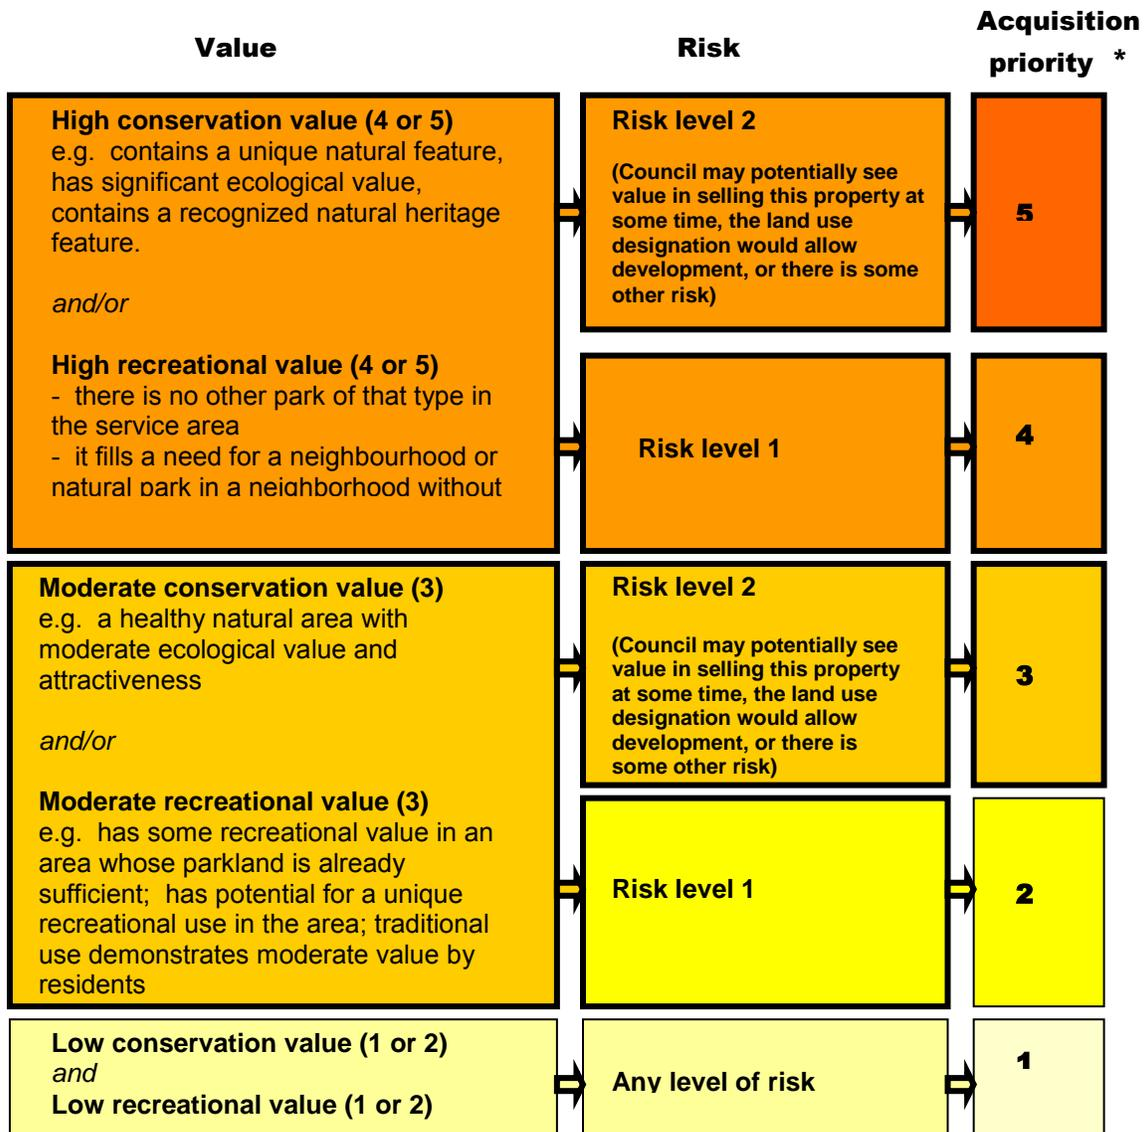 Value
Risk
Acquisition
priority *
High conservation value (4 or 5)
e.g. contains a unique natural feature,
has significant ecological value,
contains a recognized natural heritage
feature.
and/or
High recreational value (4 or 5)
- there is no other park of that type in
the service area
- it fills a need for a neighbourhood or
natural park in a neighborhood without
Risk level 2
(Council may potentially see
value in selling this property at
some time, the land use
designation would allow
development, or there is some
other risk)
5
Risk level 1
4
Moderate conservation value (3)
e.g. a healthy natural area with
moderate ecological value and
attractiveness
and/or
Moderate recreational value (3)
e.g. has some recreational value in an
area whose parkland is already
sufficient; has potential for a unique
recreational use in the area; traditional
use demonstrates moderate value by
residents
Risk level 2
(Council may potentially see
value in selling this property
at some time, the land use
designation would allow
development, or there is
some other risk)
3
Risk level 1
2
Low conservation value (1 or 2)
and
Low recreational value (1 or 2)
Any level of risk
1